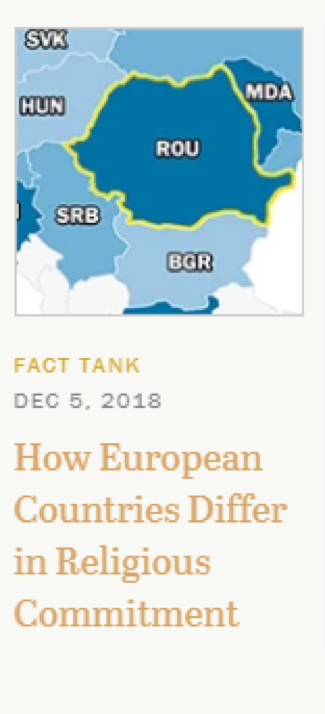 SVK
HUN
MDA
ROU
SRB
BGR
FACT TANK
DEC 5, 2018
How European
Countries Differ
in Religious
Commitment